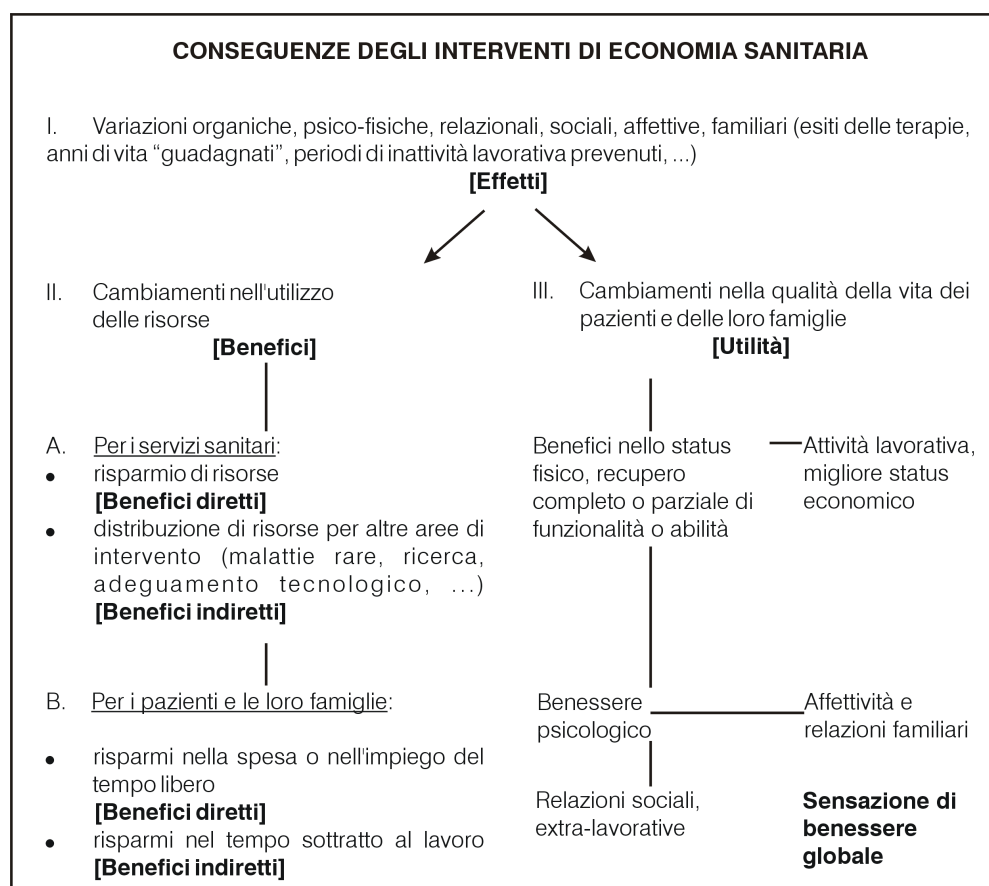 CONSEGUENZE DEGLI INTERVENTI DI ECONOMIA SANITARIA
I. Variazioni organiche, psico-fisiche, relazionali, sociali, affettive, familiari (esiti delle terapie,
anni di vita “guadagnati”, periodi di inattività lavorativa prevenuti, ...)
[Effetti]
II. Cambiamenti nell'utilizzo
delle risorse
[Benefici]
A. Per i servizi sanitari:
• risparmio di risorse
[Benefici diretti]
• distribuzione di risorse per altre aree di
intervento (malattie rare, ricerca,
adeguamento tecnologico, ...)
[Benefici indiretti]
B. Per i pazienti e le loro famiglie:
• risparmi nella spesa o nell'impiego del
tempo libero
[Benefici diretti]
• risparmi nel tempo sottratto al lavoro
[Benefici indiretti]
III. Cambiamenti nella qualità della vita dei
pazienti e delle loro famiglie
[Utilità]
Benefici nello status
fisico, recupero
completo o parziale di
funzionalità o abilità
Attività lavorativa,
migliore status
economico
Benessere
psicologico
Affettività e
relazioni familiari
Relazioni sociali,
extra-lavorative
Sensazione di
benessere
globale